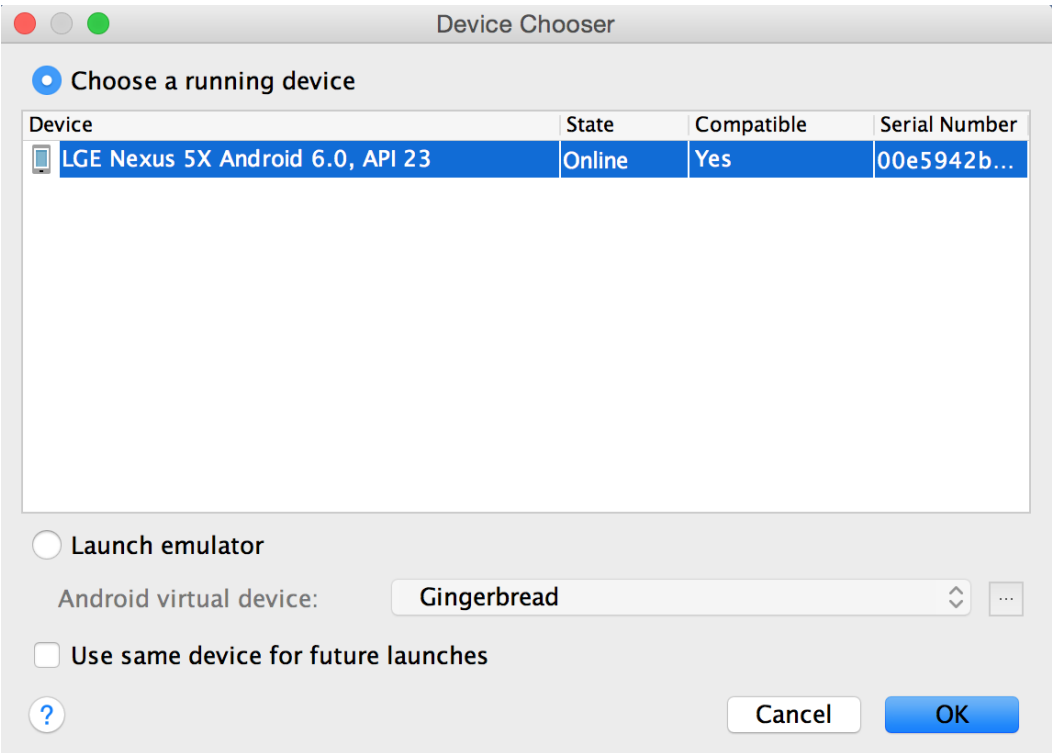 Device Chooser
Choose a running device
Device State Compatible Serial Number
LGE Nexus 5X Android 6.0, API 23 Online Yes 00e5942b...
Launch emulator
Android virtual device: Gingerbread ...
Use same device for future launches
? Cancel OK